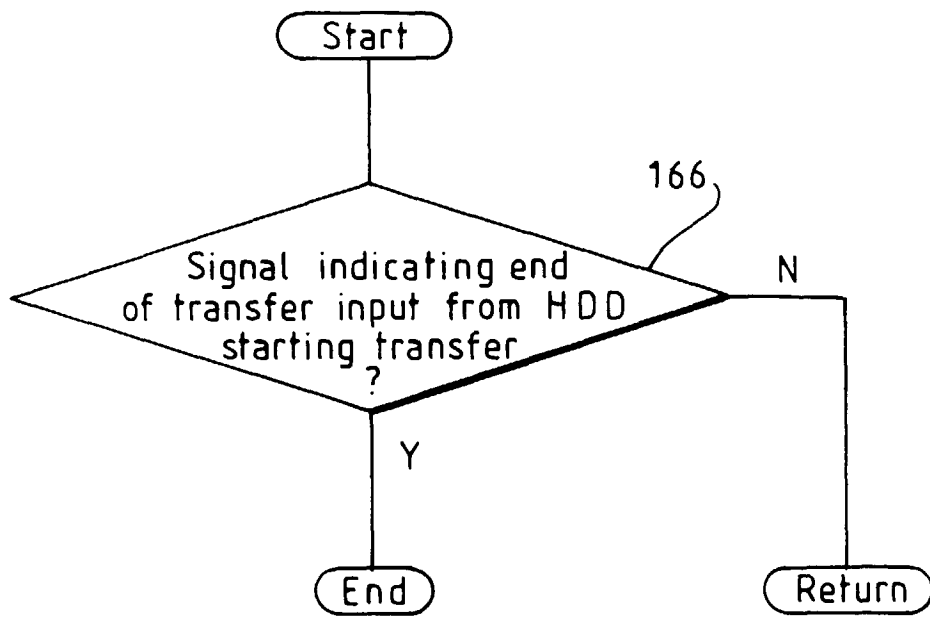 Start
166
Signal indicating end
of transfer input from HDD
starting transfer
?
N
Y
End
Return